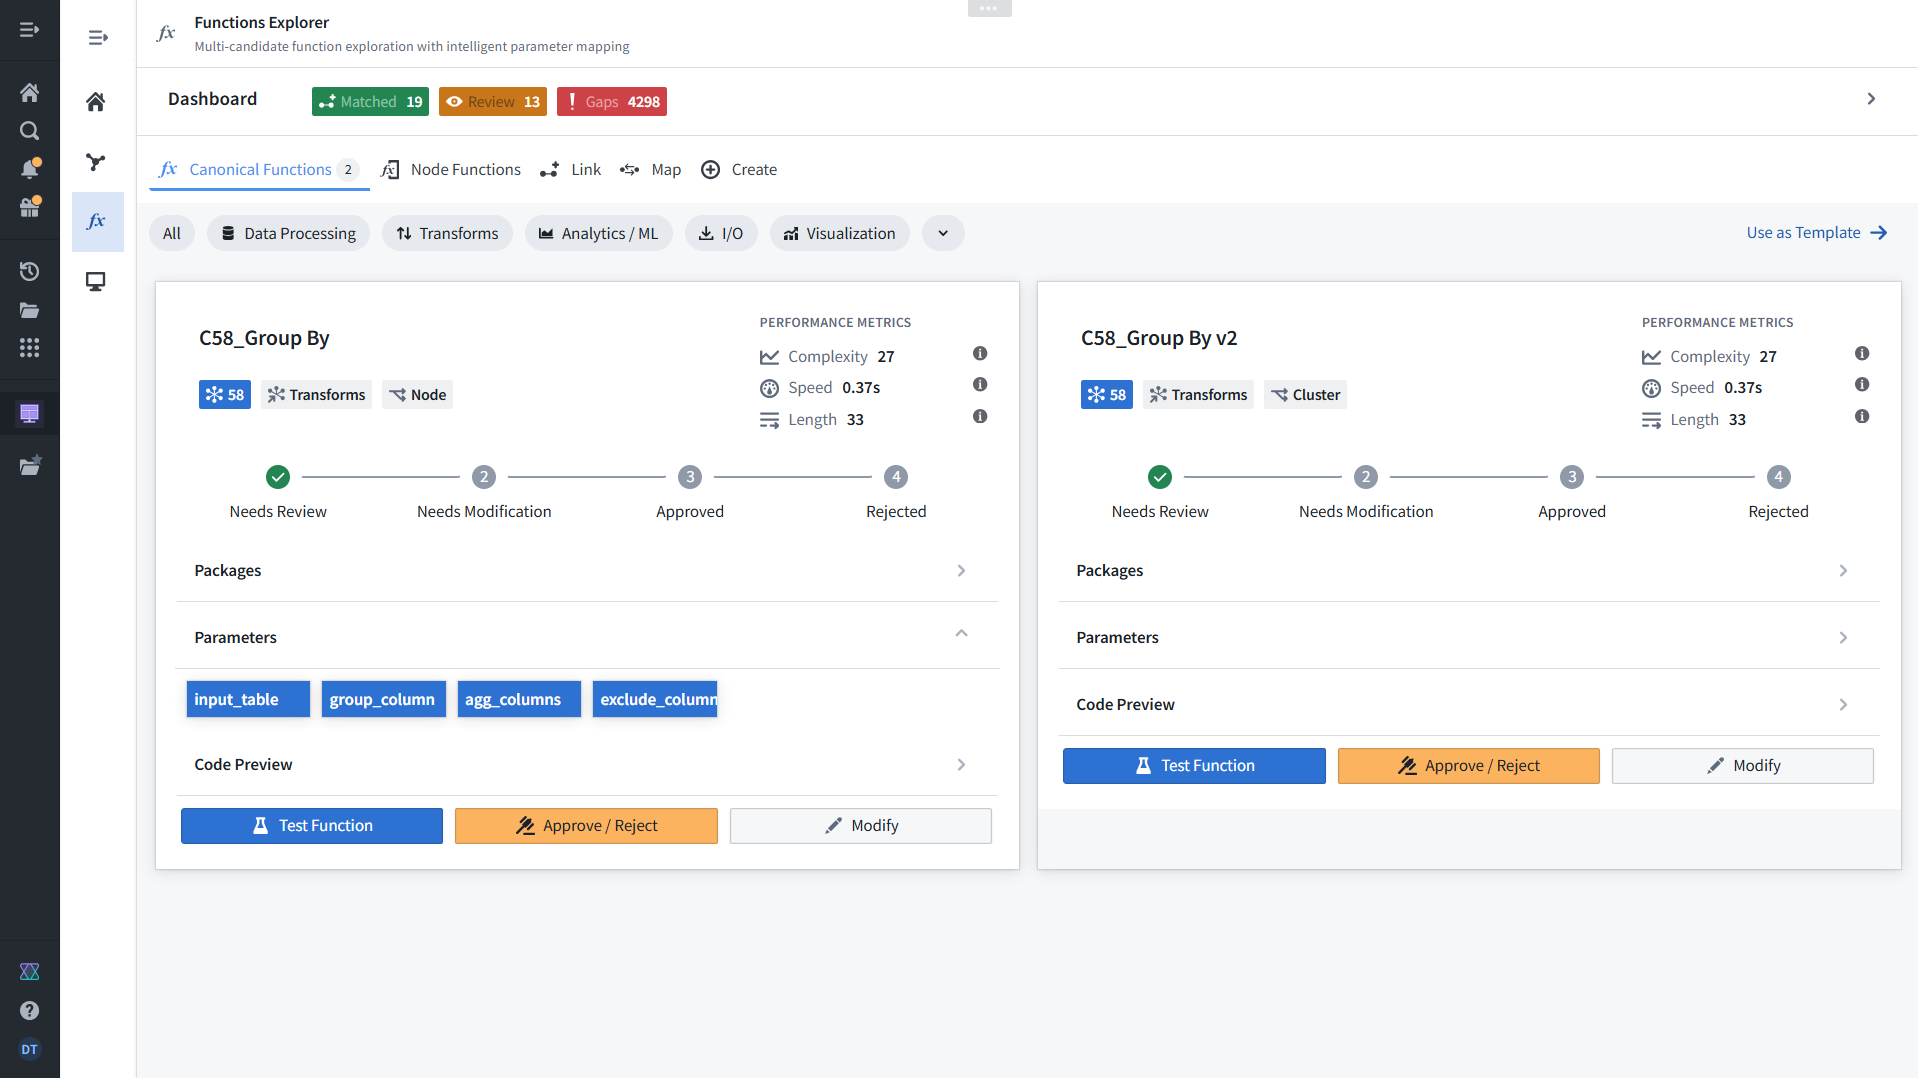 Functions Explorer
Multi-candidate function exploration with intelligent parameter mapping
Dashboard
Matched 19
Review 13
Gaps 4298
Canonical Functions 2
Node Functions
Link
Map
Create
All
Data Processing
Transforms
Analytics / ML
I/O
Visualization
Use as Template
C58_Group By
58
Transforms
Node
PERFORMANCE METRICS
Complexity 27
Speed 0.37s
Length 33
2
3
4
Needs Review
Needs Modification
Approved
Rejected
Packages
Parameters
input_table
group_column
agg_columns
exclude_column
Code Preview
Test Function
Approve / Reject
Modify
C58_Group By v2
58
Transforms
Cluster
PERFORMANCE METRICS
Complexity 27
Speed 0.37s
Length 33
2
3
4
Needs Review
Needs Modification
Approved
Rejected
Packages
Parameters
Code Preview
Test Function
Approve / Reject
Modify
DT